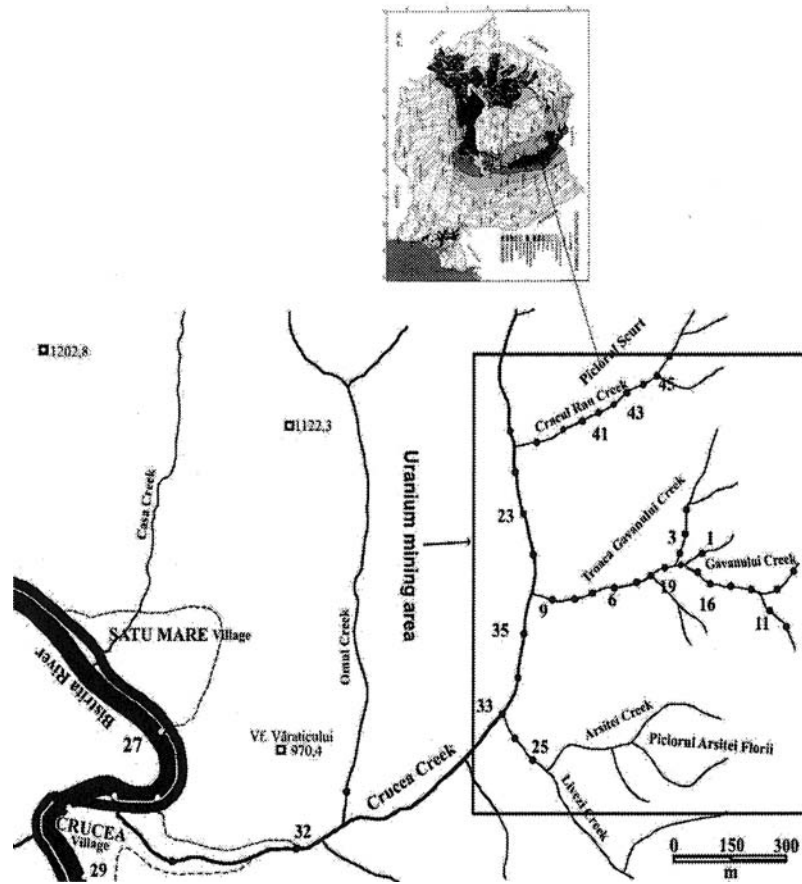 1202,8
1122,3
Piciorul Scurt
Cracul Rau Creek
45
43
41
Casa Creek
Omul Creek
Uranium mining area
23
Troaca Gavanului Creek
3
1
Gavanului Creek
19
16
6
9
11
35
SATU MARE Village
Bistrita River
27
Vf. Văraticului
970,4
33
25
Arsitei Creek
Piciorul Arsitei Florii
Livezi Creek
Crucea Creek
32
CRUCEA
Village
29
0 150 300
m